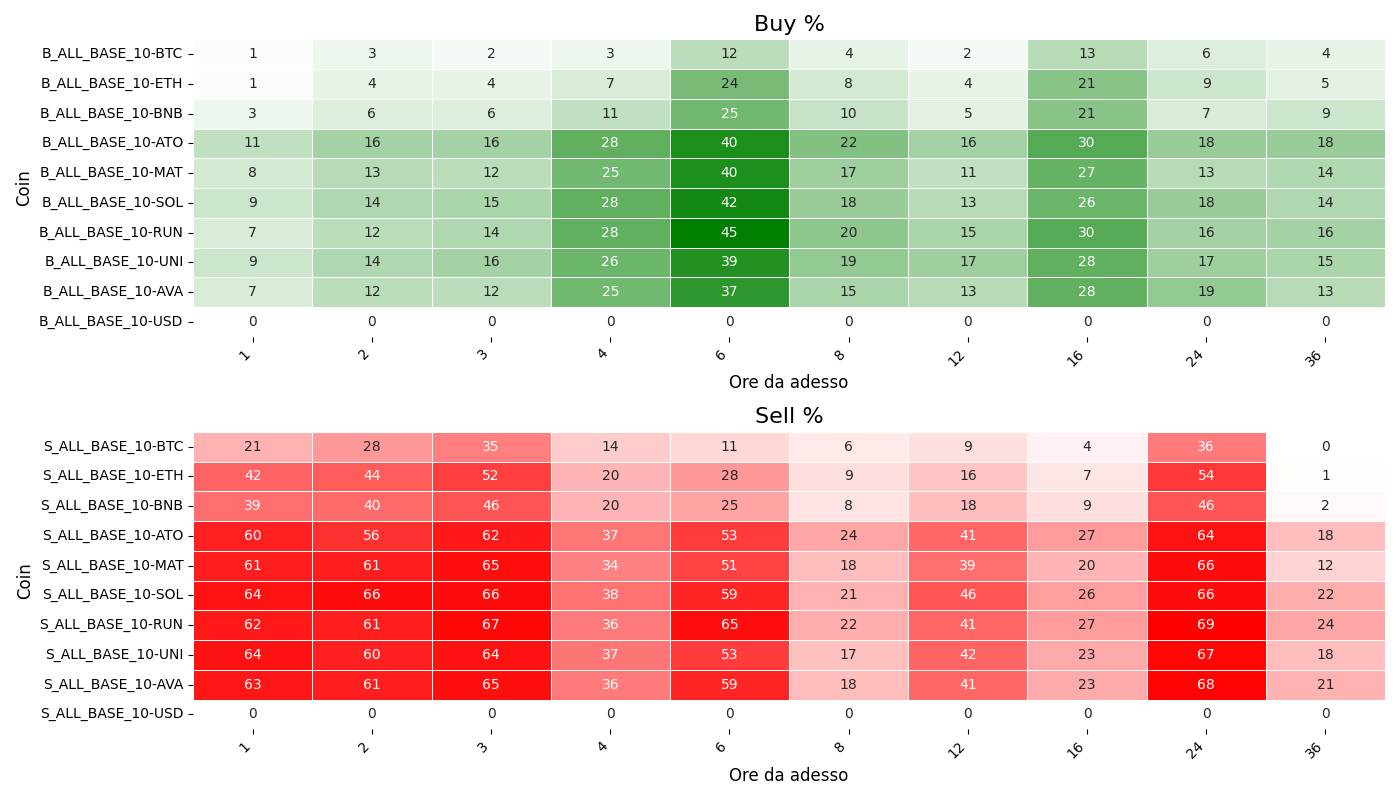 Buy %
Coin
B_ALL_BASE_10-BTC 1 3 2 3 12 4 2 13 6 4
B_ALL_BASE_10-ETH 1 4 4 7 24 8 4 21 9 5
B_ALL_BASE_10-BNB 3 6 6 11 25 10 5 21 7 9
B_ALL_BASE_10-ATO 11 16 16 28 40 22 16 30 18 18
B_ALL_BASE_10-MAT 8 13 12 25 40 17 11 27 13 14
B_ALL_BASE_10-SOL 9 14 15 28 42 18 13 26 18 14
B_ALL_BASE_10-RUN 7 12 14 28 45 20 15 30 16 16
B_ALL_BASE_10-UNI 9 14 16 26 39 19 17 28 17 15
B_ALL_BASE_10-AVA 7 12 12 25 37 15 13 28 19 13
B_ALL_BASE_10-USD 0 0 0 0 0 0 0 0 0 0
1 2 3 4 6 8 12 16 24 36
Ore da adesso
Sell %
Coin
S_ALL_BASE_10-BTC 21 28 35 14 11 6 9 4 36 0
S_ALL_BASE_10-ETH 42 44 52 20 28 9 16 7 54 1
S_ALL_BASE_10-BNB 39 40 46 20 25 8 18 9 46 2
S_ALL_BASE_10-ATO 60 56 62 37 53 24 41 27 64 18
S_ALL_BASE_10-MAT 61 61 65 34 51 18 39 20 66 12
S_ALL_BASE_10-SOL 64 66 66 38 59 21 46 26 66 22
S_ALL_BASE_10-RUN 62 61 67 36 65 22 41 27 69 24
S_ALL_BASE_10-UNI 64 60 64 37 53 17 42 23 67 18
S_ALL_BASE_10-AVA 63 61 65 36 59 18 41 23 68 21
S_ALL_BASE_10-USD 0 0 0 0 0 0 0 0 0 0
1 2 3 4 6 8 12 16 24 36
Ore da adesso